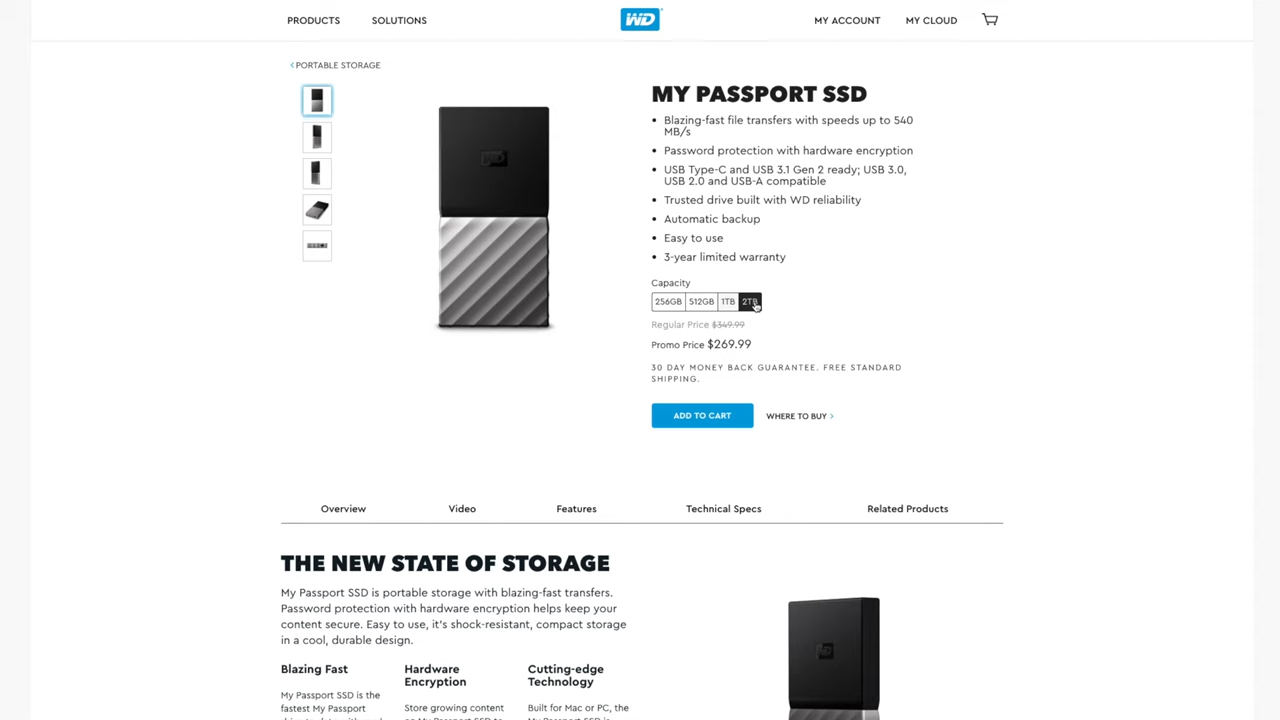 PRODUCTS
SOLUTIONS
WD
MY ACCOUNT
MY CLOUD
PORTABLE STORAGE
MY PASSPORT SSD
Blazing-fast file transfers with speeds up to 540
MB/s
Password protection with hardware encryption
USB Type-C and USB 3.1 Gen 2 ready; USB 3.0,
USB 2.0 and USB-A compatible
Trusted drive built with WD reliability
Automatic backup
Easy to use
3-year limited warranty
Capacity
256GB 512GB 1TB 2TB
Regular Price $349.99
Promo Price $269.99
30 DAY MONEY BACK GUARANTEE. FREE STANDARD
SHIPPING.
ADD TO CART
WHERE TO BUY
WD
Overview
Video
Features
Technical Specs
Related Products
THE NEW STATE OF STORAGE
My Passport SSD is portable storage with blazing-fast transfers.
Password protection with hardware encryption helps keep your
content secure. Easy to use, it's shock-resistant, compact storage
in a cool, durable design.
Blazing Fast
My Passport SSD is the
fastest My Passport
Hardware
Encryption
Store growing content
Cutting-edge
Technology
Built for Mac or PC, the
WD